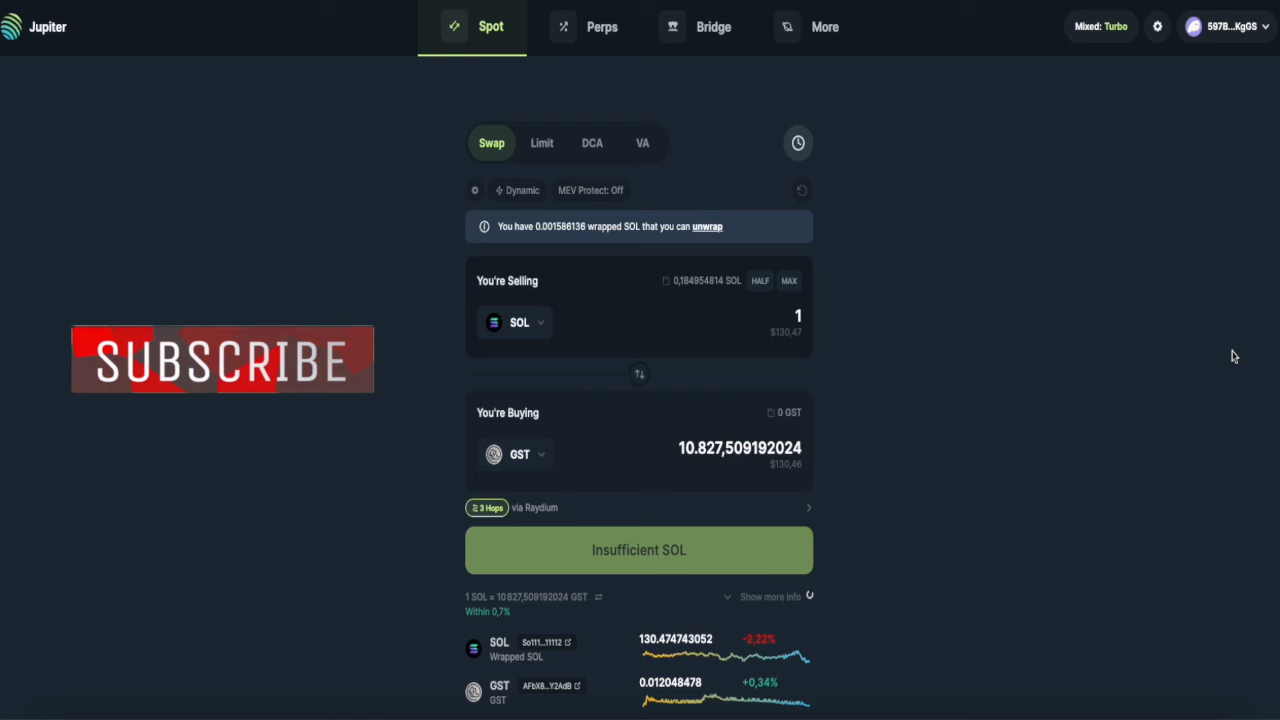 Jupiter
Spot
Perps
Bridge
More
Mixed: Turbo
597B...KgGS
Swap
Limit
DCA
VA
Dynamic
MEV Protect: Off
You have 0.001586136 wrapped SOL that you can unwrap
You're Selling
0,184954814 SOL
HALF
MAX
SOL
1
$130,47
SUBSCRIBE
You're Buying
0 GST
GST
10.827,509192024
$130,46
3 Hops via Raydium
Insufficient SOL
1 SOL ≈ 10 827,509192024 GST
Show more info
Within 0,7%
SOL So111...11112 130.474743052 -2,22%
Wrapped SOL
GST AFbX8...Y2AdB 0.012048478 +0,34%
GST